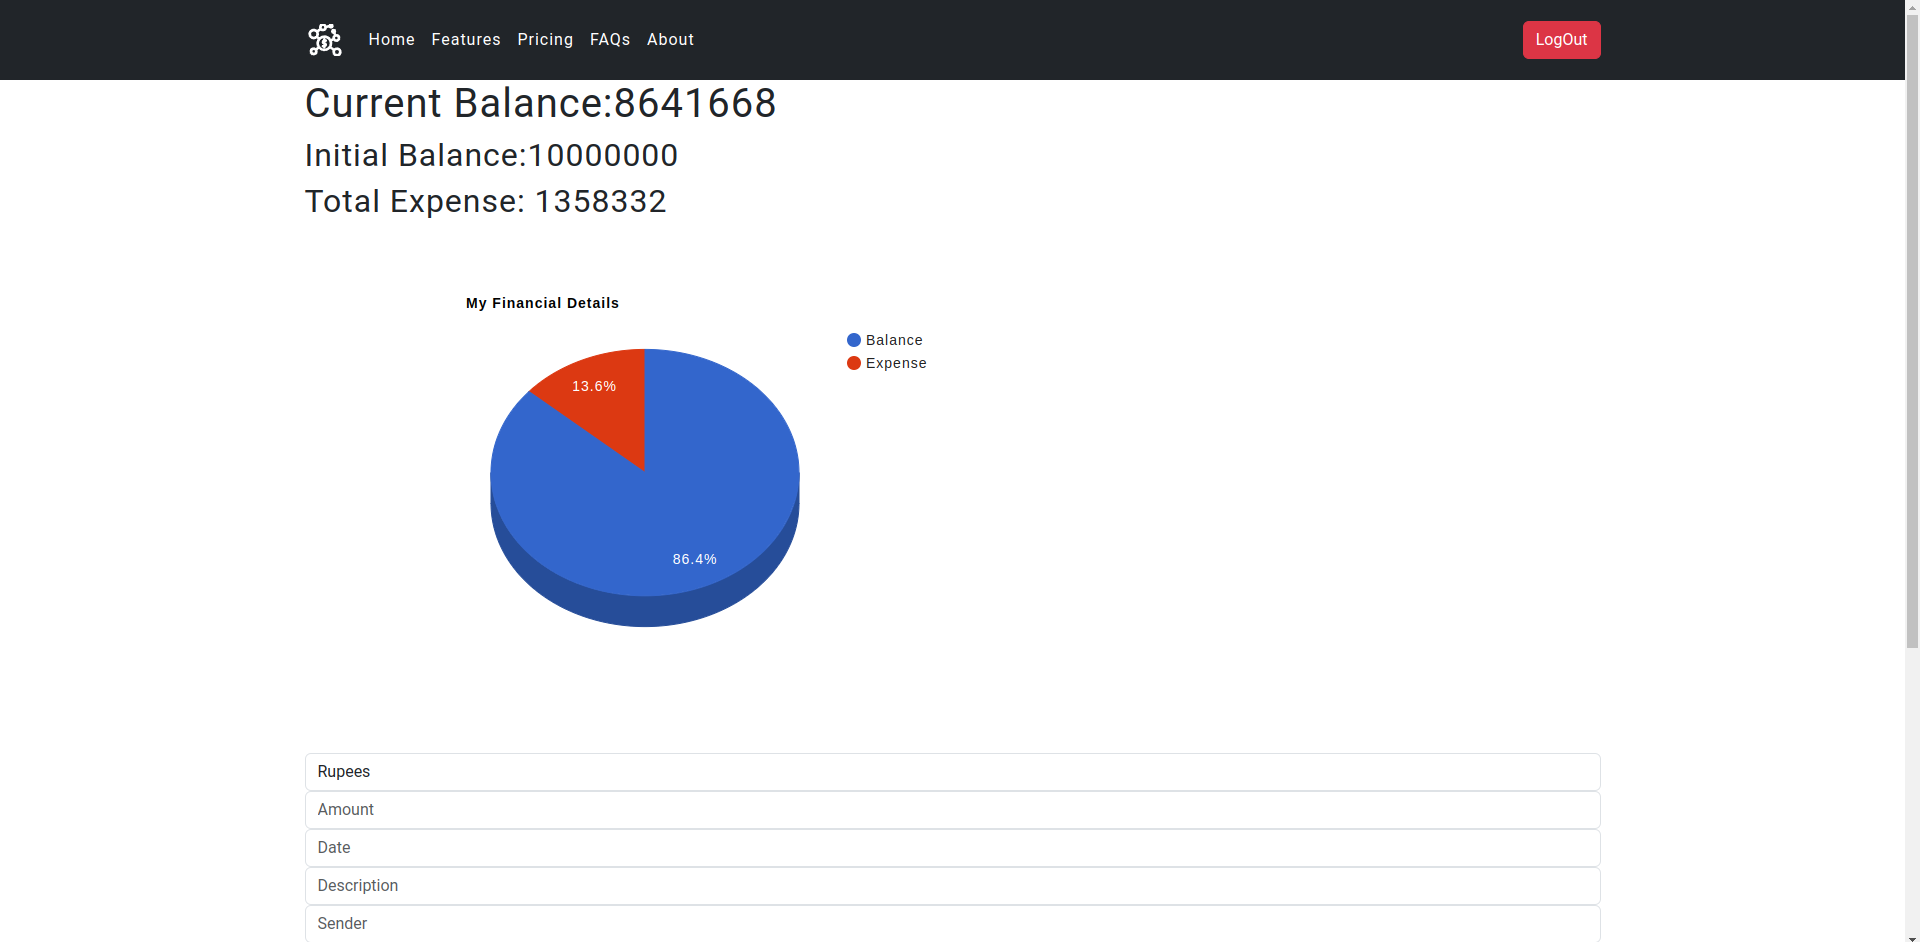 Home Features Pricing FAQs About LogOut
Current Balance:8641668
Initial Balance:10000000
Total Expense: 1358332
My Financial Details
Balance
Expense
13.6%
86.4%
Rupees
Amount
Date
Description
Sender